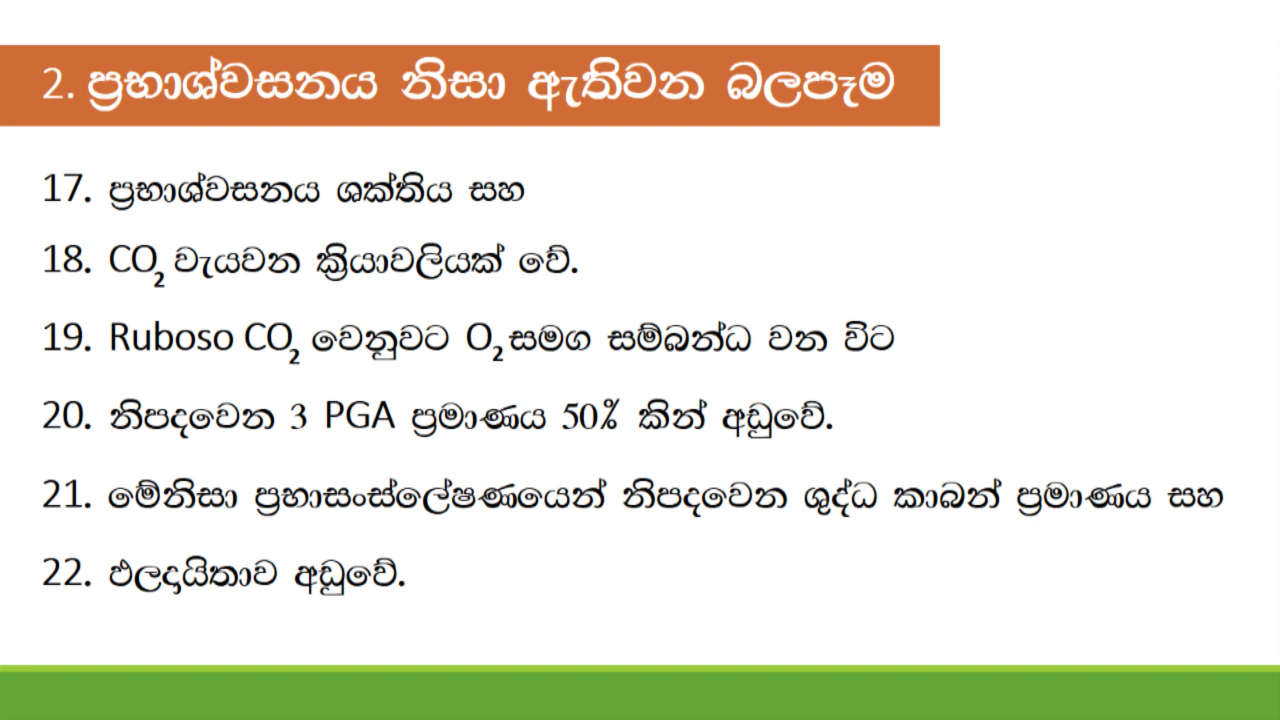 2. ප්‍රභාශ්වසනය නිසා ඇතිවන බලපෑම
17. ප්‍රභාශ්වසනය ශක්තිය සහ
18. CO₂ වැයවන ක්‍රියාවලියක් වේ.
19. Ruboso CO₂ වෙනුවට O₂ සමග සම්බන්ධ වන විට
20. නිපදවෙන 3 PGA ප්‍රමාණය 50% කින් අඩුවේ.
21. මේනිසා ප්‍රභාසංස්ලේෂණයෙන් නිපදවෙන ශුද්ධ කාබන් ප්‍රමාණය සහ
22. ඵලදායිතාව අඩුවේ.